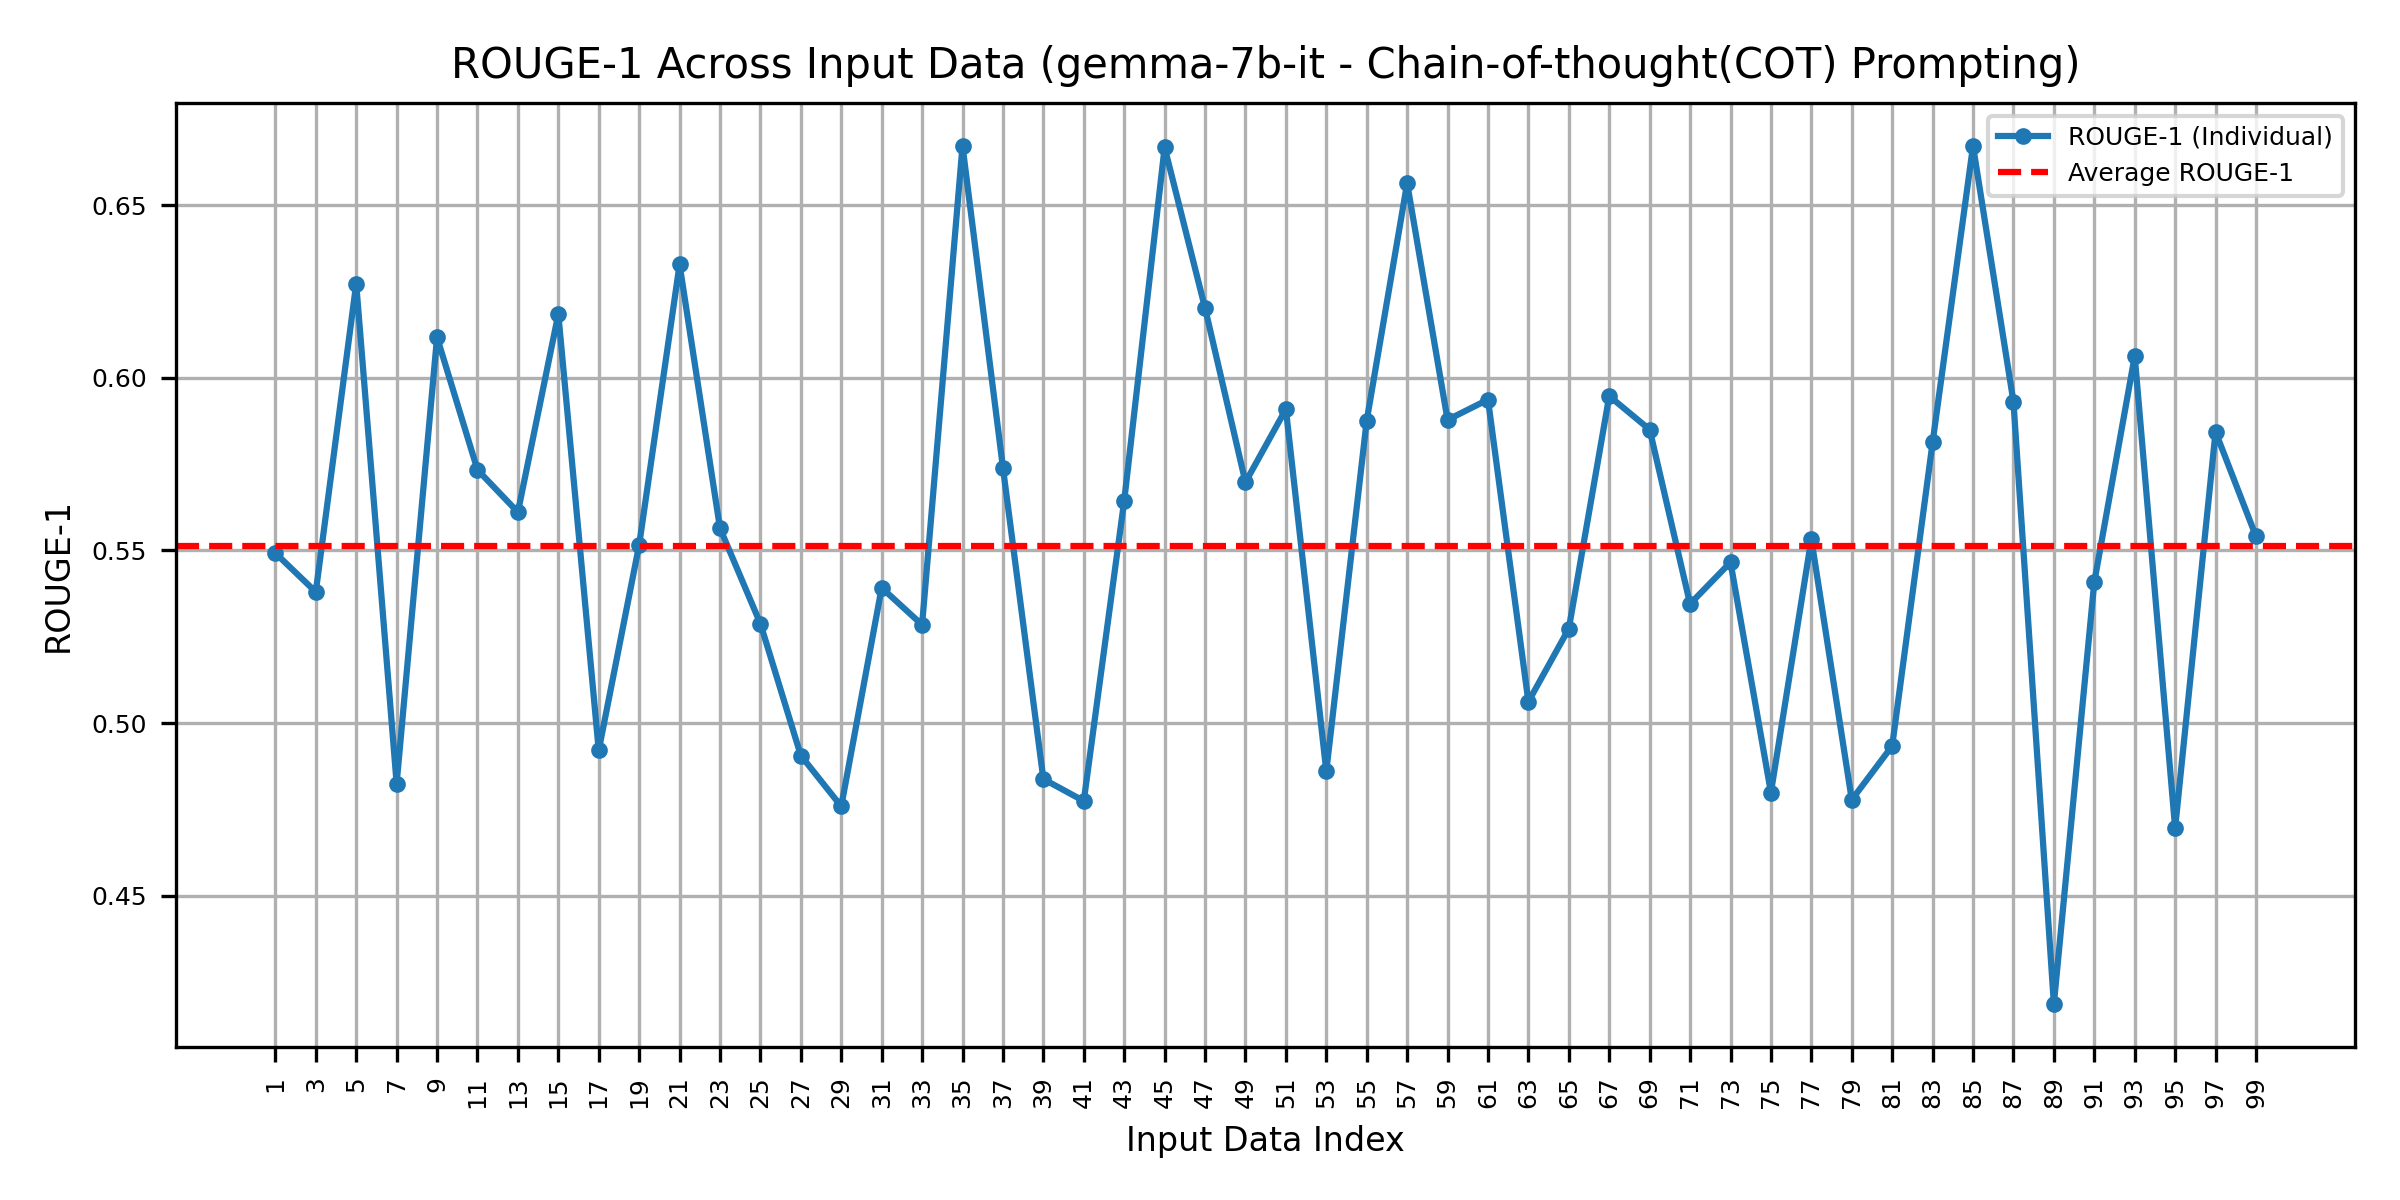 ROUGE-1 Across Input Data (gemma-7b-it - Chain-of-thought(COT) Prompting)
ROUGE-1 (Individual)
Average ROUGE-1
ROUGE-1
0.65
0.60
0.55
0.50
0.45
1 3 5 7 9 11 13 15 17 19 21 23 25 27 29 31 33 35 37 39 41 43 45 47 49 51 53 55 57 59 61 63 65 67 69 71 73 75 77 79 81 83 85 87 89 91 93 95 97 99
Input Data Index